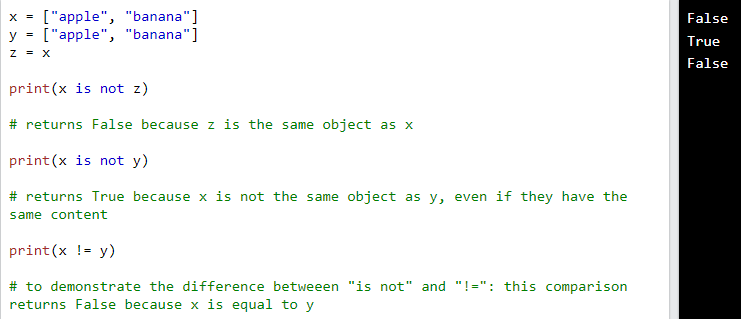 x = ["apple", "banana"]
y = ["apple", "banana"]
z = x
print(x is not z)
# returns False because z is the same object as x
print(x is not y)
# returns True because x is not the same object as y, even if they have the
same content
print(x != y)
# to demonstrate the difference betweeen "is not" and "!=": this comparison
returns False because x is equal to y
False
True
False